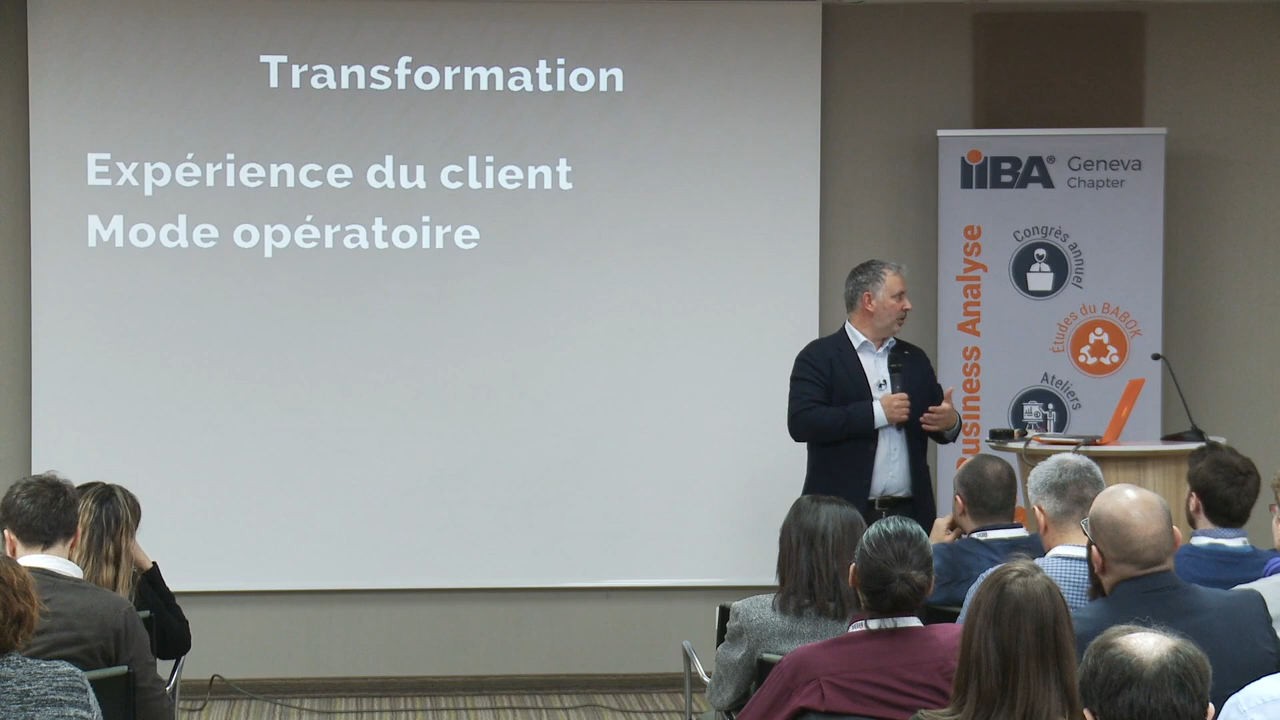 Transformation
Expérience du client
Mode opératoire
iiBA® Geneva
Chapter
Business Analyse
Congrès annuel
Études du BABOK
Ateliers